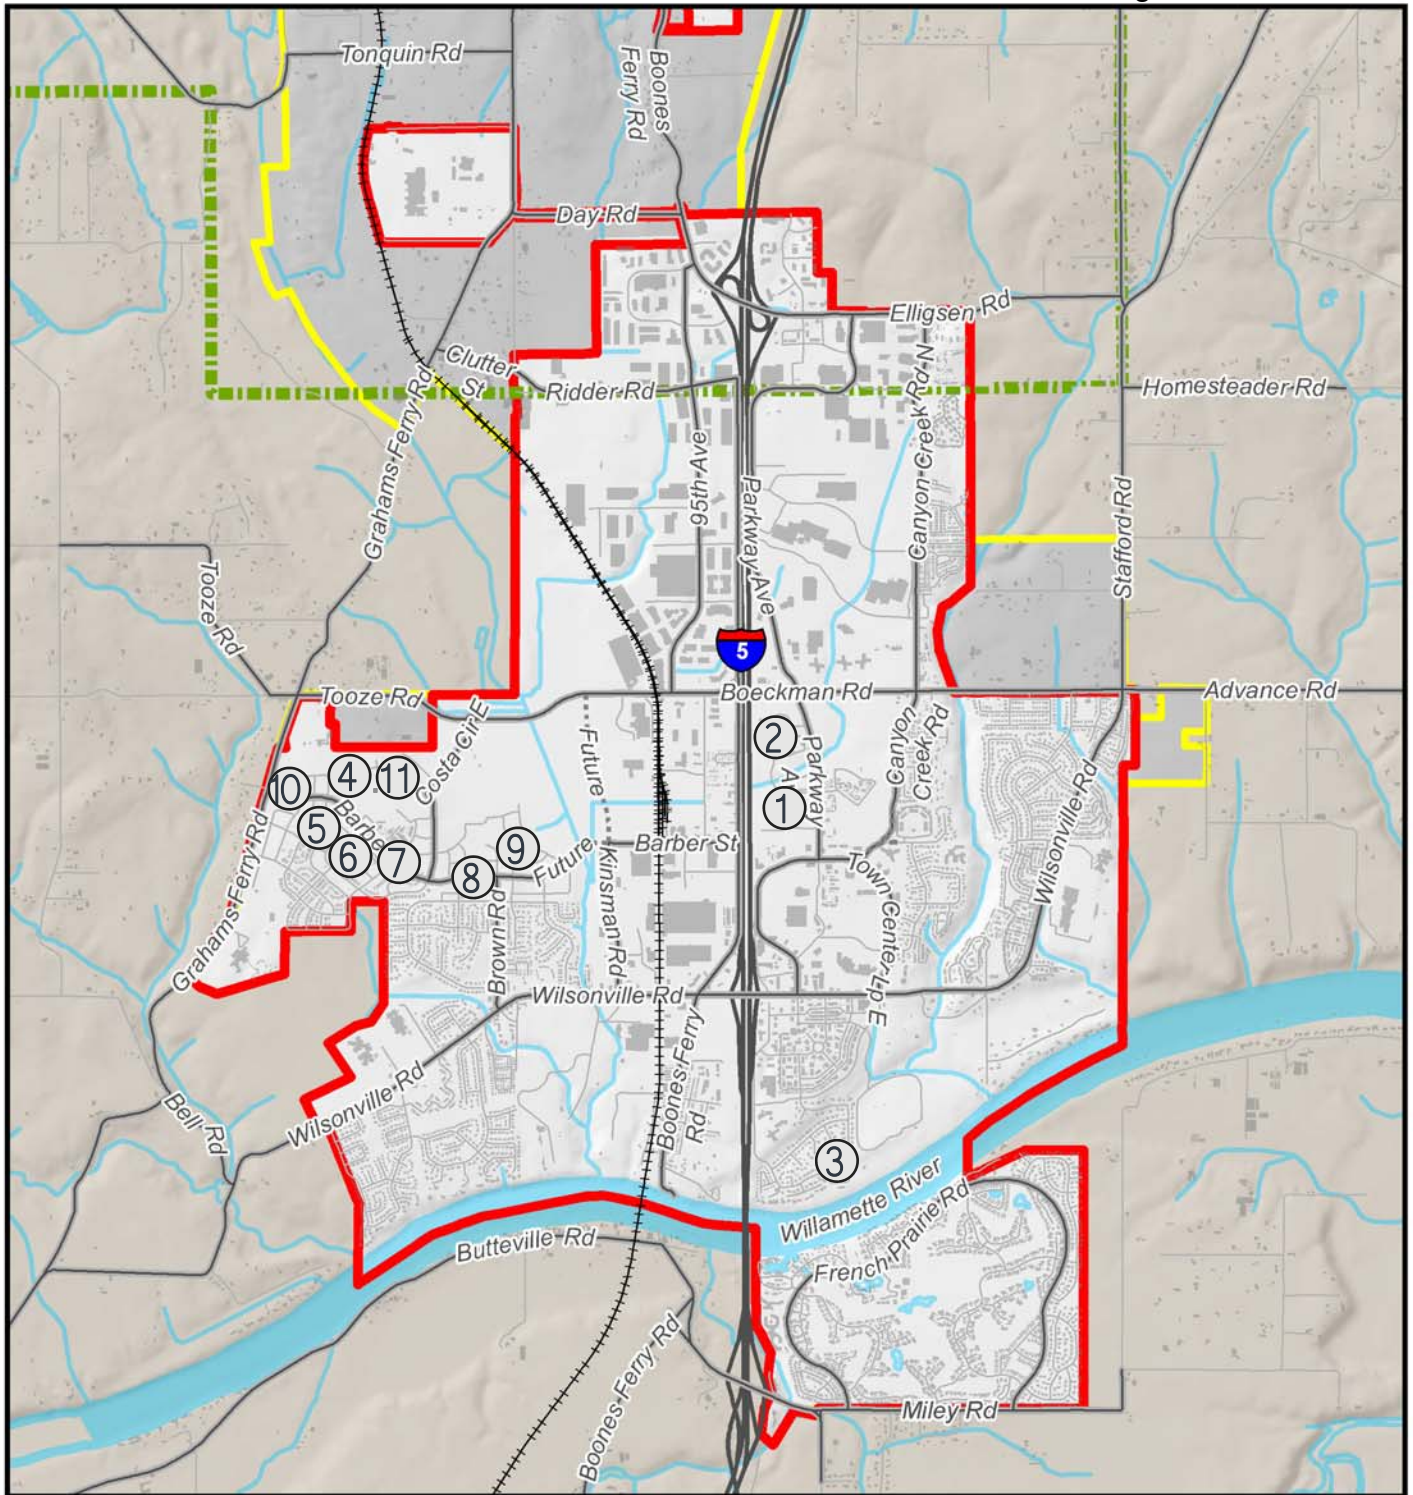 Tonquin Rd
Boones
Ferry Rd
Day Rd
Elligsen Rd
Clutter
St
Ridder Rd
Homesteader Rd
Grahams Ferry Rd
95th Ave
Parkway Ave
Canyon Creek Rd N
Stafford Rd
Tooze Rd
5
Tooze Rd
Boeckman Rd
Advance Rd
Costa Cir E
Future
2
Parkway
Av
Canyon
Creek Rd
10
4
11
1
Wilsonville Rd
Barber
5
6
7
8
9
Future
Barber St
Kinsman Rd
Town Center Lp E
Grahams Ferry Rd
Brown Rd
Wilsonville Rd
Boones Ferry
Rd
Bell Rd
Wilsonville Rd
3
Willamette River
French Prairie Rd
Butteville Rd
Boones Ferry Rd
Miley Rd